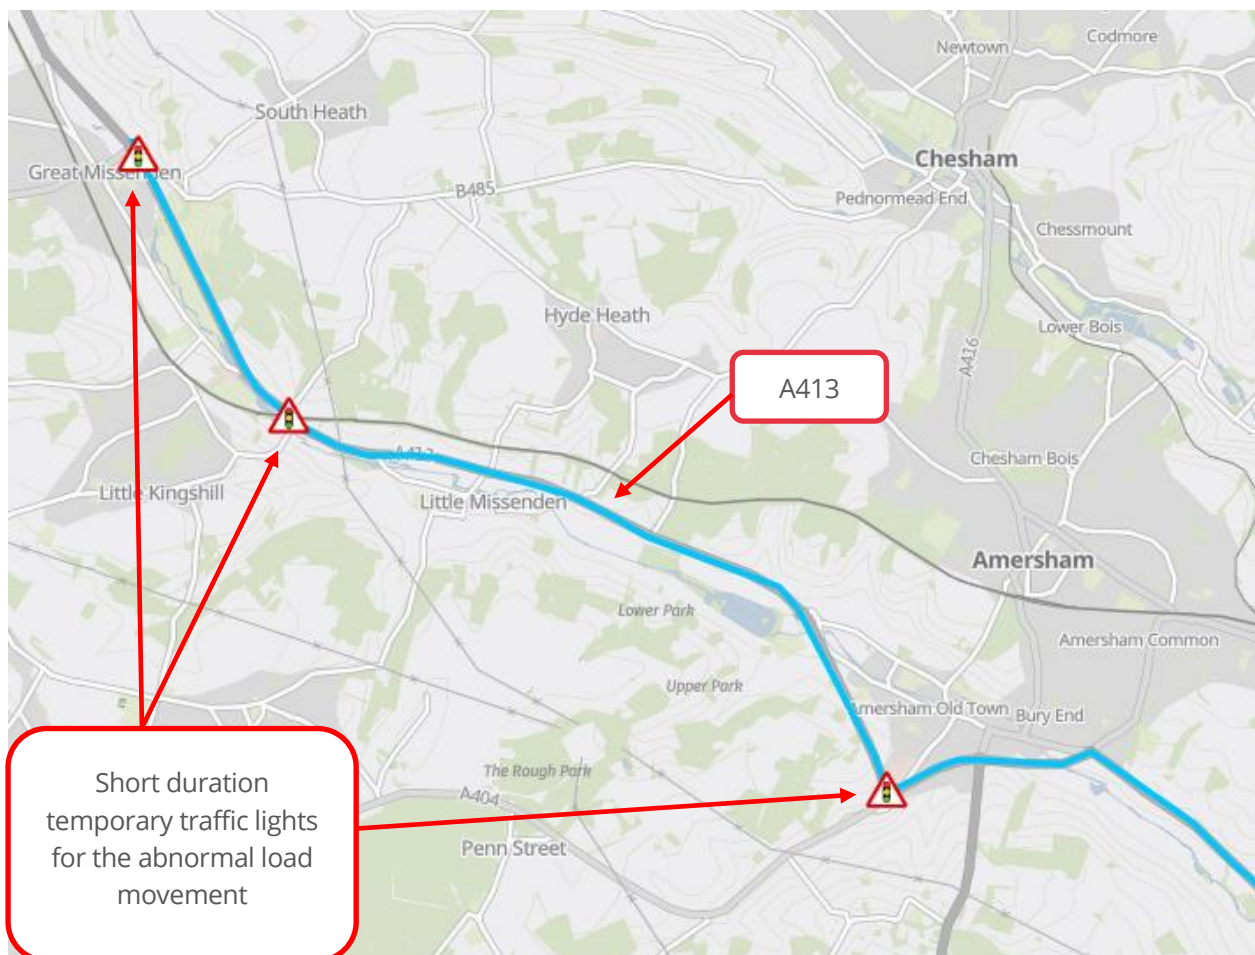 Newtown
Codmore
South Heath
Chesham
Great Missenden
B485
Pednormead End
Chessmount
Hyde Heath
Lower Bois
A416
A413
A413
Chesham Bois
Little Kingshill
Little Missenden
Amersham
Lower Park
Amersham Common
Upper Park
Amersham Old Town
Bury End
The Rough Park
A404
Penn Street
Short duration
temporary traffic lights
for the abnormal load
movement